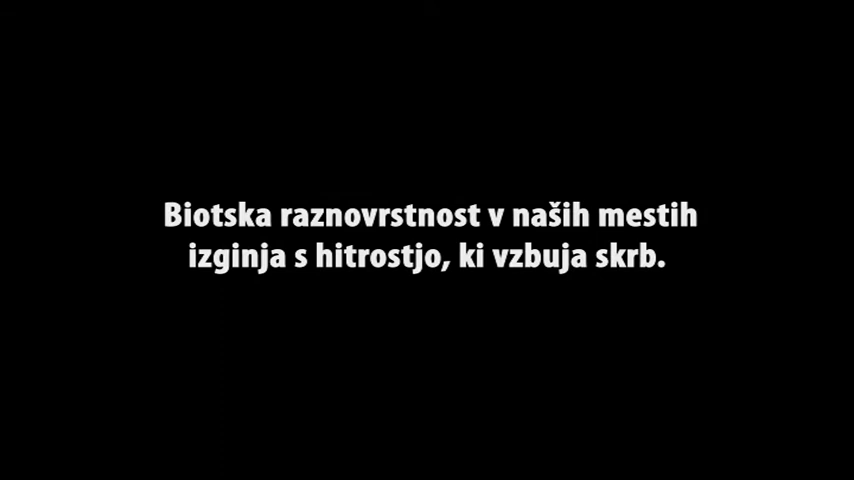 Biotska raznovrstnost v naših mestih
izginja s hitrostjo, ki vzbuja skrb.